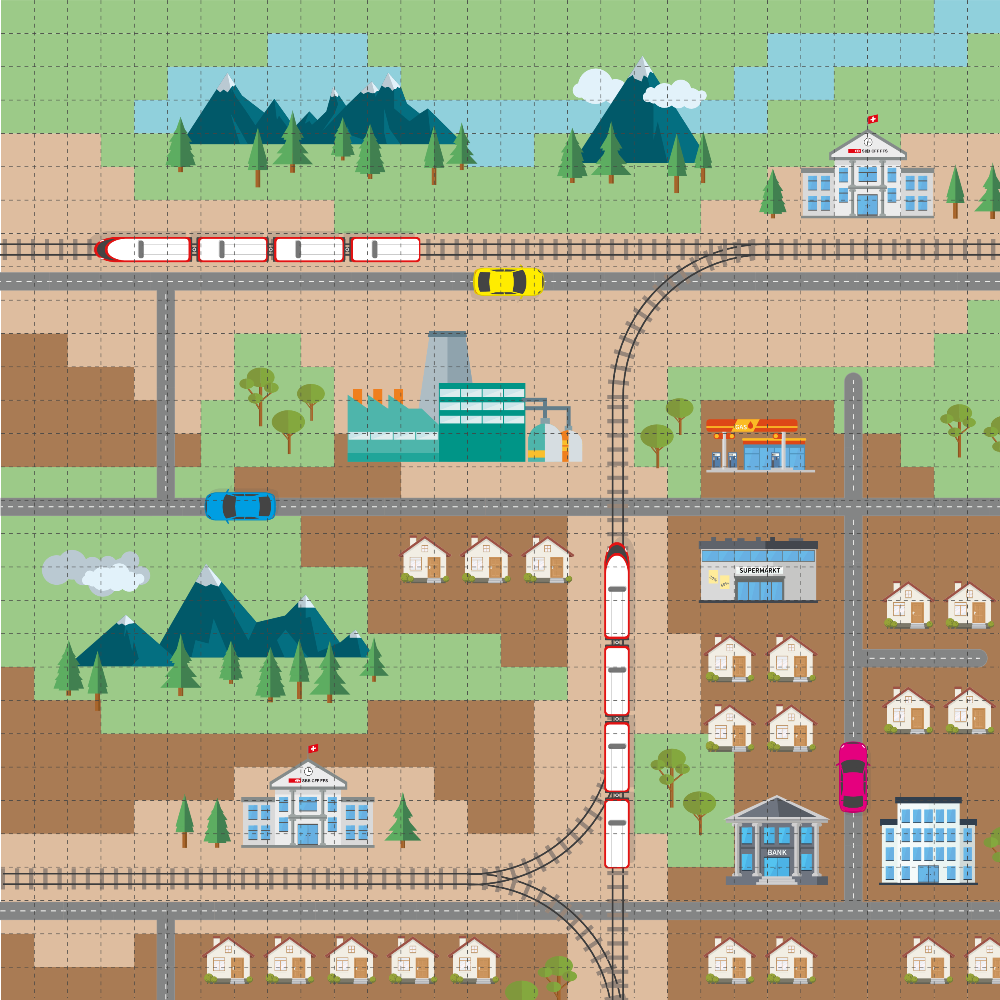 SBB CFF FFS
GAS
SUPERMARKT
30%
60%
SBB CFF FFS
BANK